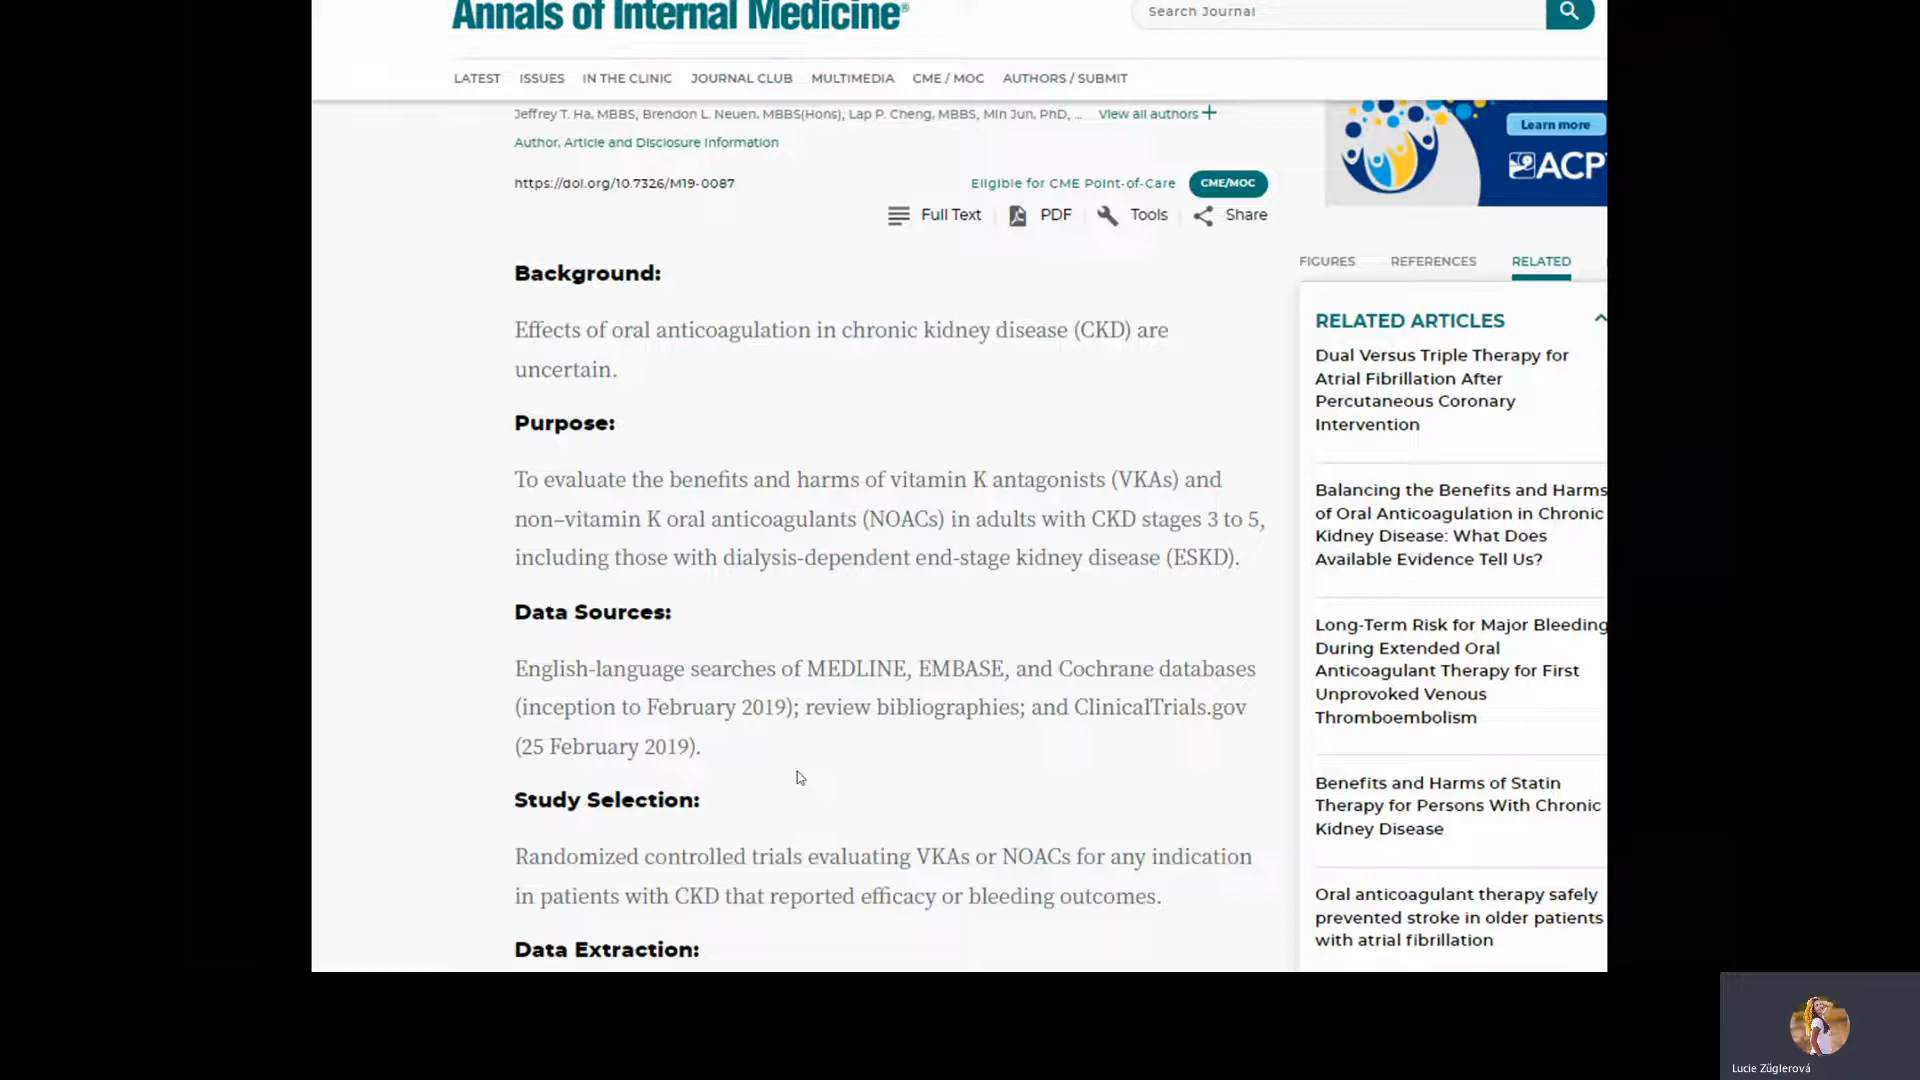 Annals of Internal Medicine®
Search Journal
LATEST ISSUES IN THE CLINIC JOURNAL CLUB MULTIMEDIA CME / MOC AUTHORS / SUBMIT
Jeffrey T. Ha, MBBS, Brendon L. Neuen, MBBS(Hons), Lap P. Cheng, MBBS, Min Jun, PhD, ... View all authors +
Author, Article and Disclosure Information
https://doi.org/10.7326/M19-0087
Eligible for CME Point-of-Care CME/MOC
Full Text PDF Tools Share
Background:
Effects of oral anticoagulation in chronic kidney disease (CKD) are
uncertain.
Purpose:
To evaluate the benefits and harms of vitamin K antagonists (VKAs) and
non–vitamin K oral anticoagulants (NOACs) in adults with CKD stages 3 to 5,
including those with dialysis-dependent end-stage kidney disease (ESKD).
Data Sources:
English-language searches of MEDLINE, EMBASE, and Cochrane databases
(inception to February 2019); review bibliographies; and ClinicalTrials.gov
(25 February 2019).
Study Selection:
Randomized controlled trials evaluating VKAs or NOACs for any indication
in patients with CKD that reported efficacy or bleeding outcomes.
Data Extraction:
Learn more
ACP
FIGURES REFERENCES RELATED
RELATED ARTICLES
Dual Versus Triple Therapy for
Atrial Fibrillation After
Percutaneous Coronary
Intervention
Balancing the Benefits and Harms
of Oral Anticoagulation in Chronic
Kidney Disease: What Does
Available Evidence Tell Us?
Long-Term Risk for Major Bleeding
During Extended Oral
Anticoagulant Therapy for First
Unprovoked Venous
Thromboembolism
Benefits and Harms of Statin
Therapy for Persons With Chronic
Kidney Disease
Oral anticoagulant therapy safely
prevented stroke in older patients
with atrial fibrillation
Lucie Züglerová